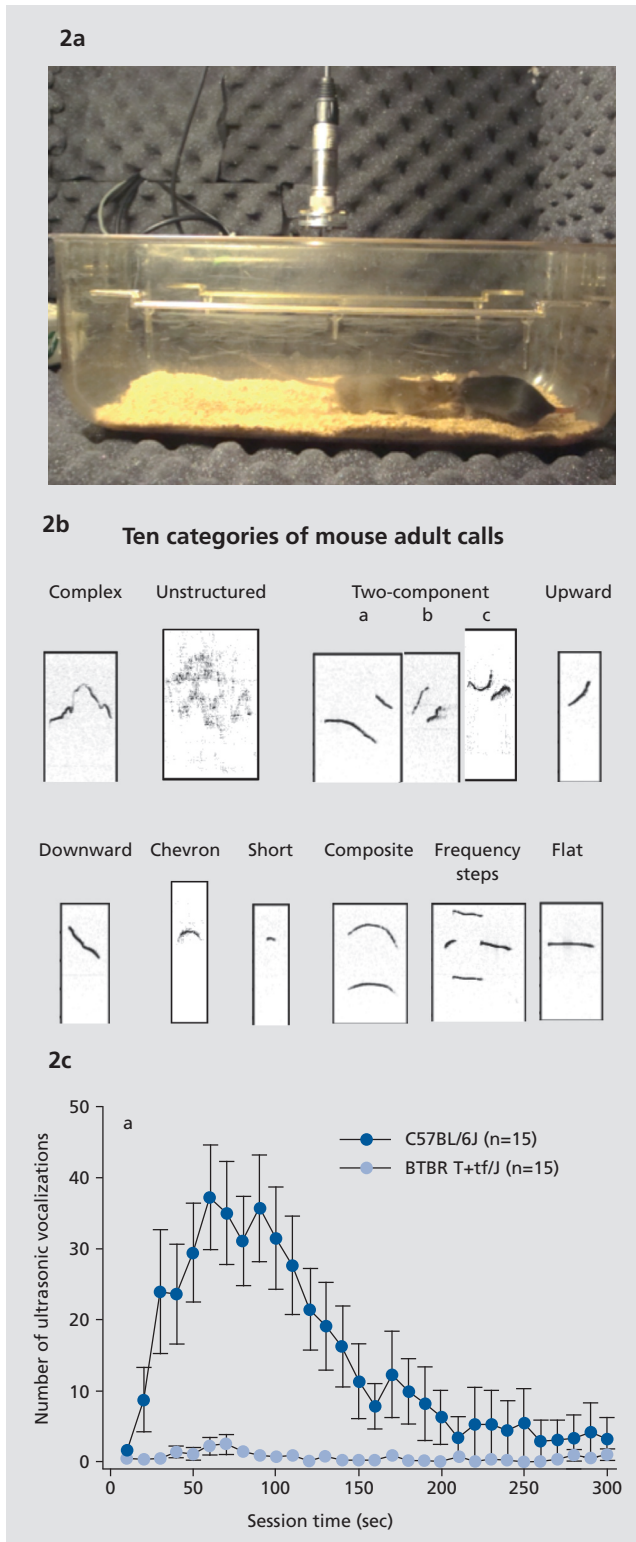 2a
2b
Ten categories of mouse adult calls
Complex
Unstructured
Two-component
a
b
c
Upward
Downward
Chevron
Short
Composite
Frequency
steps
Flat
2c
a
C57BL/6J (n=15)
BTBR T+tf/J (n=15)
Number of ultrasonic vocalizations
50
40
30
20
10
0
0
50
100
150
200
250
300
Session time (sec)